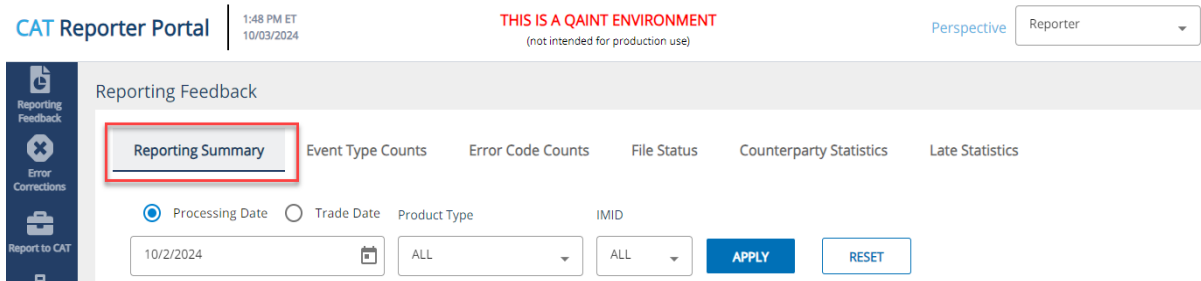 CAT Reporter Portal
1:48 PM ET
10/03/2024
THIS IS A QAINT ENVIRONMENT
(not intended for production use)
Perspective
Reporter
Reporting
Feedback
Error
Corrections
Report to CAT
Reporting Feedback
Reporting Summary Event Type Counts Error Code Counts File Status Counterparty Statistics Late Statistics
Processing Date Trade Date Product Type IMID
10/2/2024 ALL ALL APPLY RESET